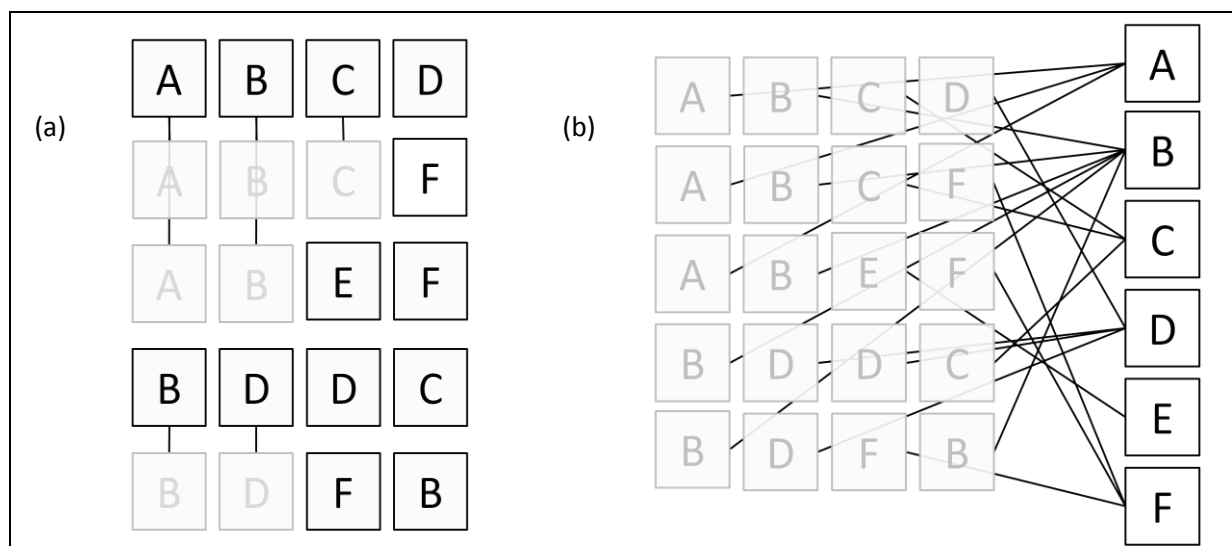 (a)
A B C D
A B C F
A B E F
B D D C
B D F B
(b)
A B C D
A B C F
A B E F
B D D C
B D F B
A
B
C
D
E
F